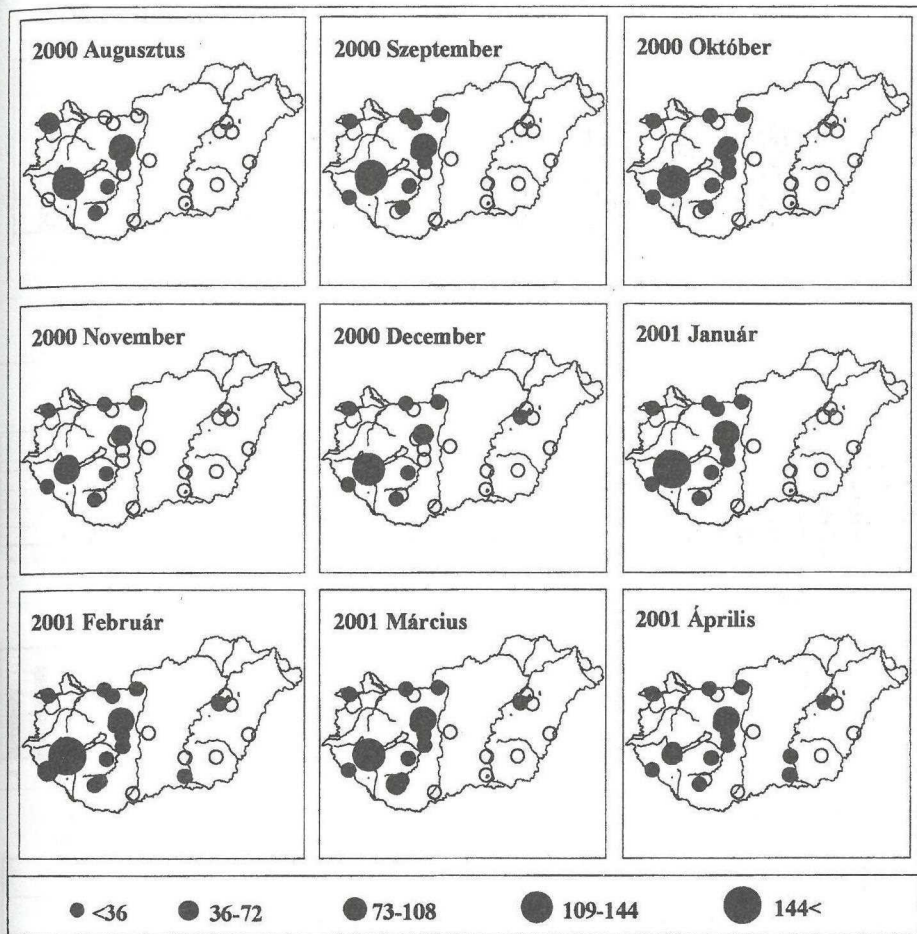 2000 Augusztus
2000 Szeptember
2000 Október
2000 November
2000 December
2001 Január
2001 Február
2001 Március
2001 Április
<36
36-72
73-108
109-144
144<